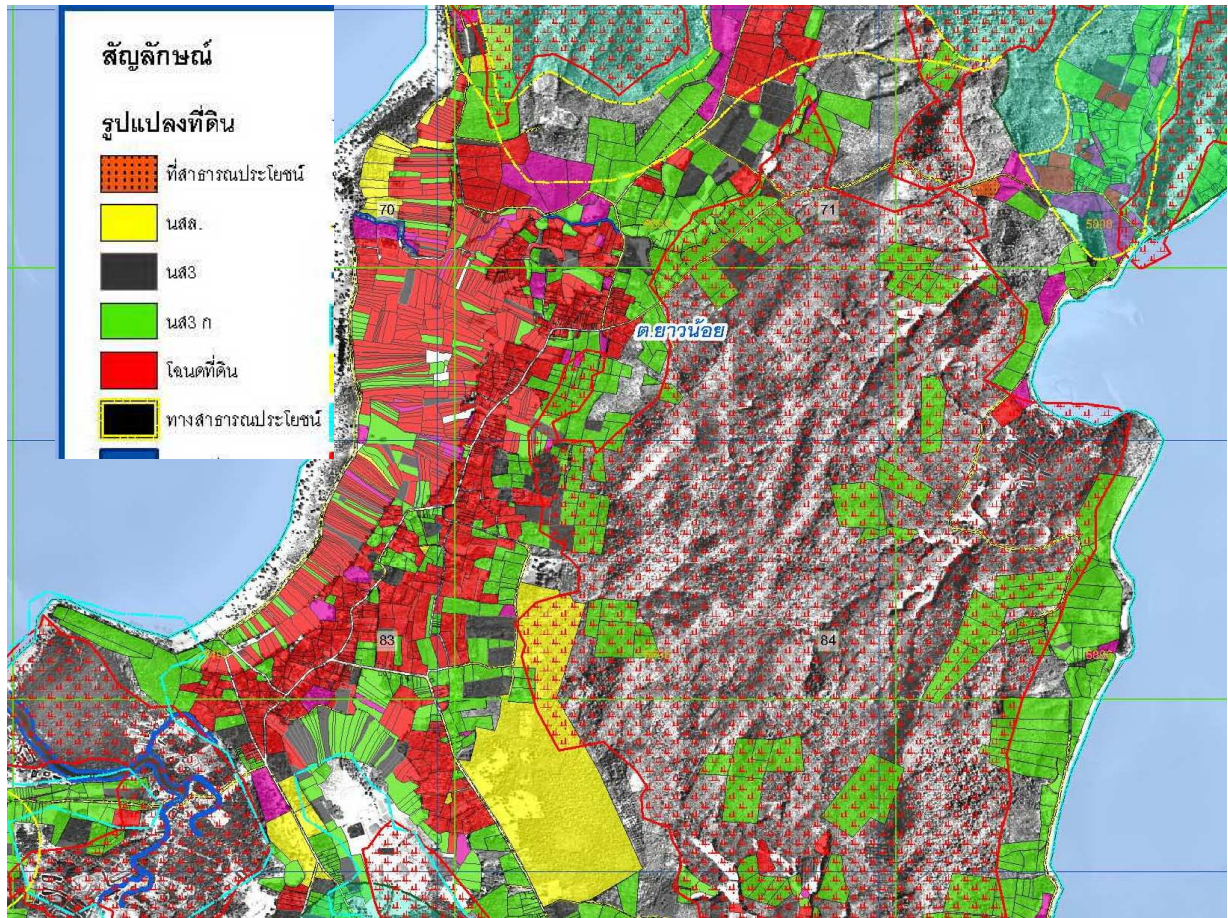 สัญลักษณ์
รูปแปลงที่ดิน
ที่สาธารณประโยชน์
นสล.
นส3
นส3 ก
โฉนดที่ดิน
ทางสาธารณประโยชน์
70
71
ต.ยาวน้อย
83
84